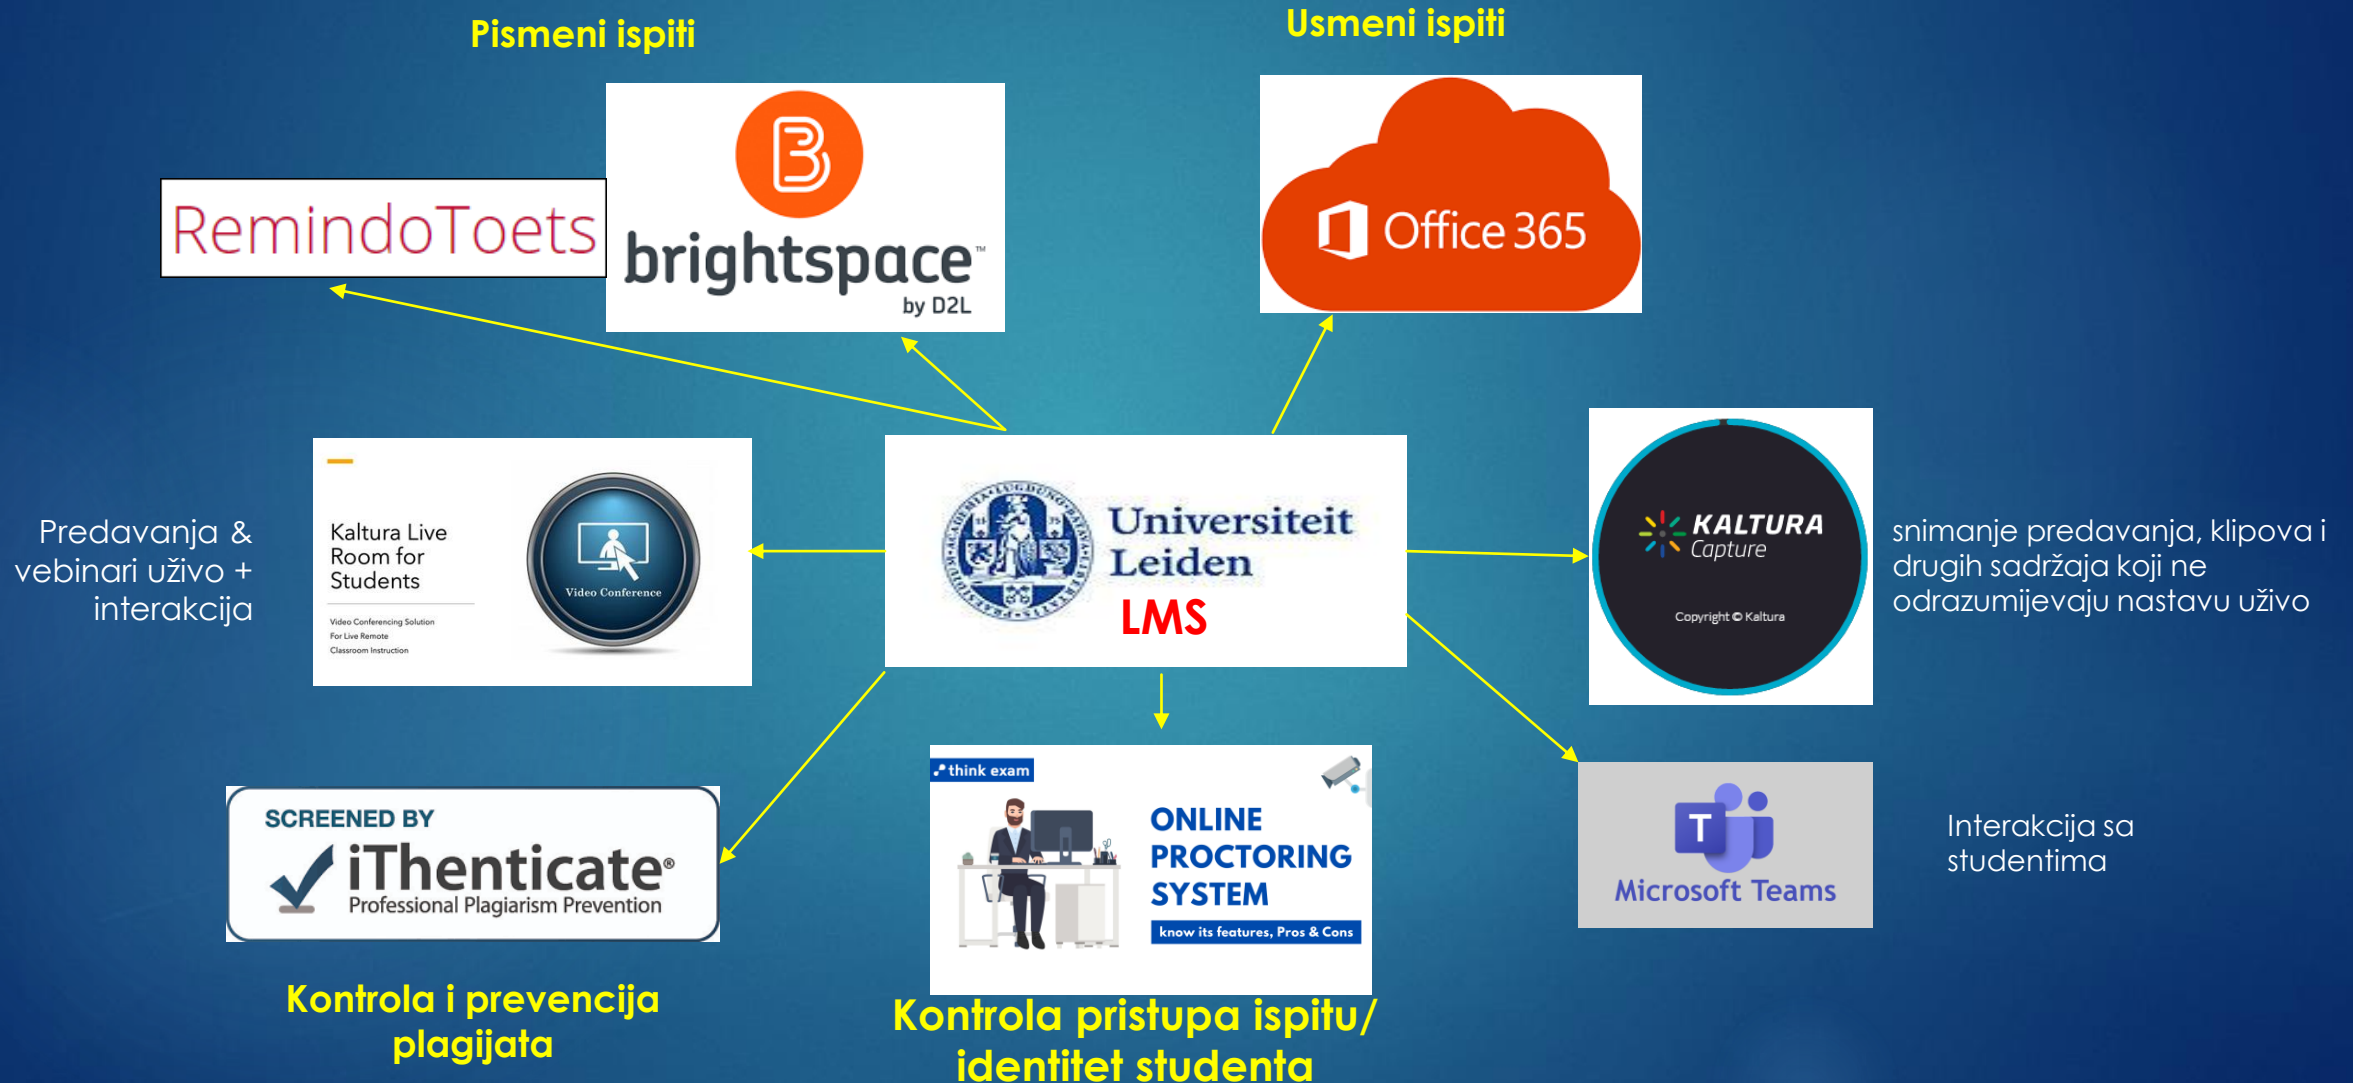 Pismeni ispiti
Usmeni ispiti
RemindoToets
B
brightspace™
by D2L
Office 365
Predavanja &
vebinari uživo +
interakcija
Kaltura Live
Room for
Students
Video Conferencing Solution
For Live Remote
Classroom Instruction
Video Conference
Universiteit
Leiden
LMS
KALTURA
Capture
Copyright © Kaltura
snimanje predavanja, klipova i
drugih sadržaja koji ne
odrazumijevaju nastavu uživo
SCREENED BY
iThenticate®
Professional Plagiarism Prevention
Kontrola i prevencija
plagijata
think exam
ONLINE
PROCTORING
SYSTEM
know its features, Pros & Cons
Kontrola pristupa ispitu/
identitet studenta
T
Microsoft Teams
Interakcija sa
studentima